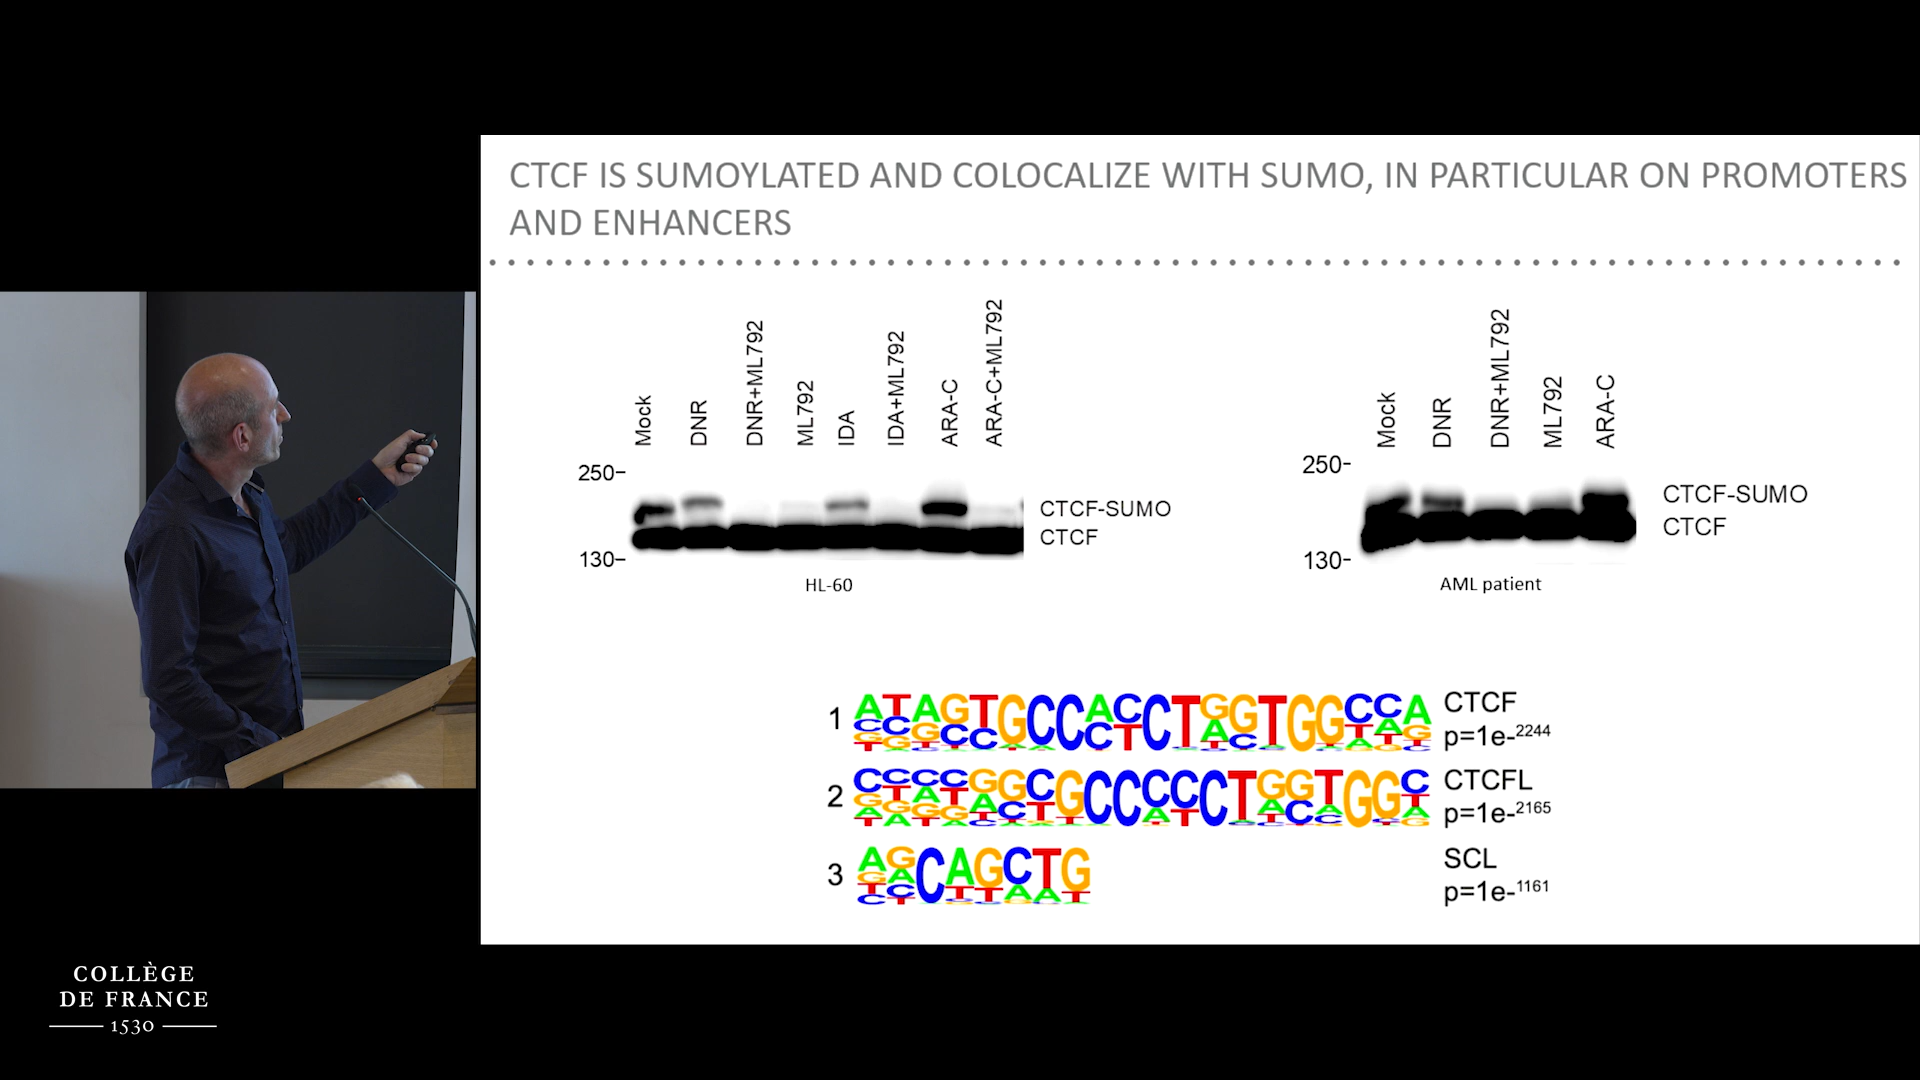 CTCF IS SUMOYLATED AND COLOCALIZE WITH SUMO, IN PARTICULAR ON PROMOTERS
AND ENHANCERS
Mock
DNR
DNR+ML792
ML792
IDA
IDA+ML792
ARA-C
ARA-C+ML792
250-
130-
CTCF-SUMO
CTCF
HL-60
Mock
DNR
DNR+ML792
ML792
ARA-C
250-
130-
CTCF-SUMO
CTCF
AML patient
1
ATAGTGCCACCTGGTGGCCA
CTCF
p=1e-2244
2
CCCCGGCGCCCCCTGGTGGC
CTCFL
p=1e-2165
3
AGCAGCTG
SCL
p=1e-1161
COLLÈGE
DE FRANCE
1530